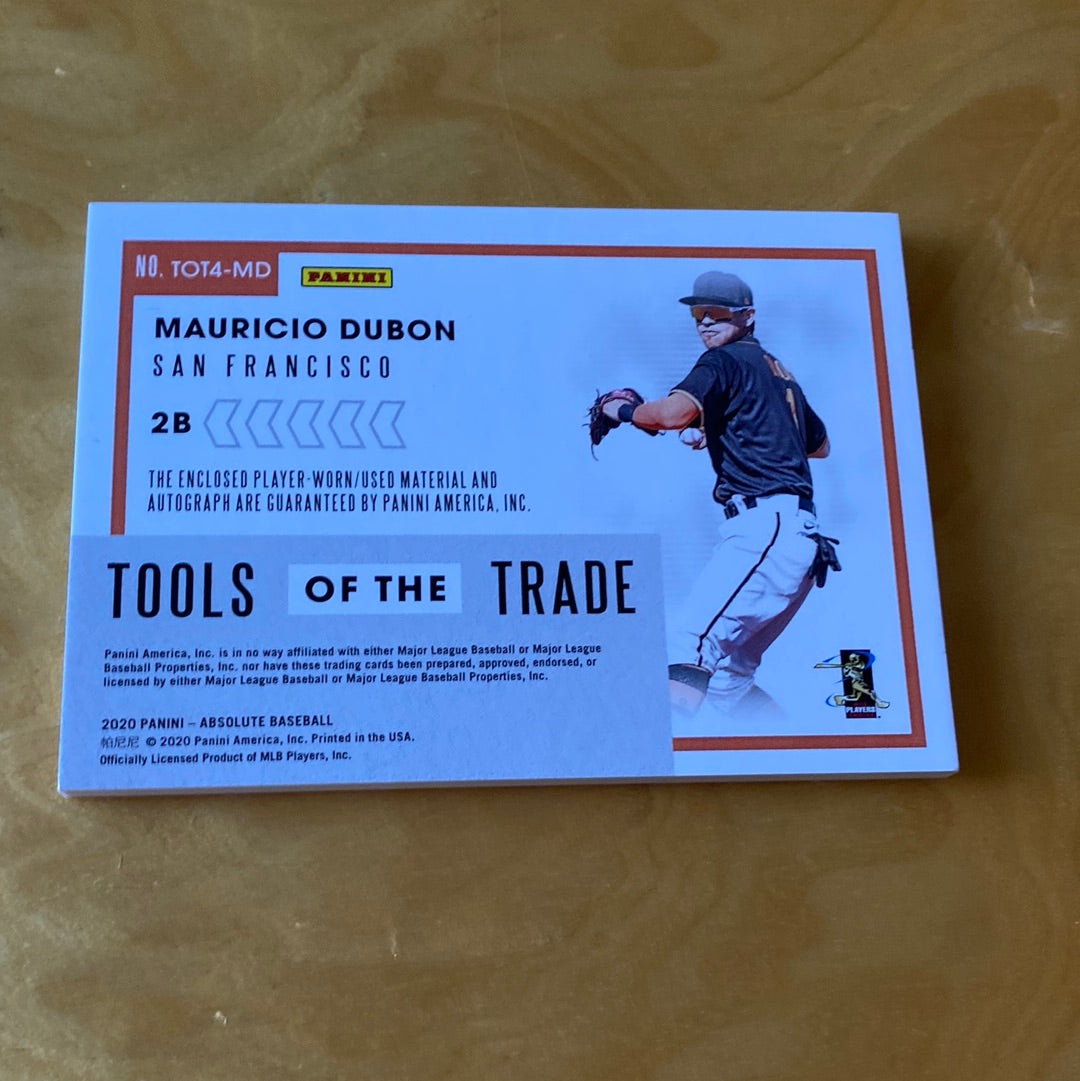 NO. TOT4-MD
PANINI
MAURICIO DUBON
SAN FRANCISCO
2B
THE ENCLOSED PLAYER-WORN/USED MATERIAL AND
AUTOGRAPH ARE GUARANTEED BY PANINI AMERICA, INC.
TOOLS OF THE TRADE
Panini America, Inc. is in no way affiliated with either Major League Baseball or Major League
Baseball Properties, Inc. nor have these trading cards been prepared, approved, endorsed, or
licensed by either Major League Baseball or Major League Baseball Properties, Inc.
2020 PANINI – ABSOLUTE BASEBALL
帕尼尼 © 2020 Panini America, Inc. Printed in the USA.
Officially Licensed Product of MLB Players, Inc.
PLAYERS